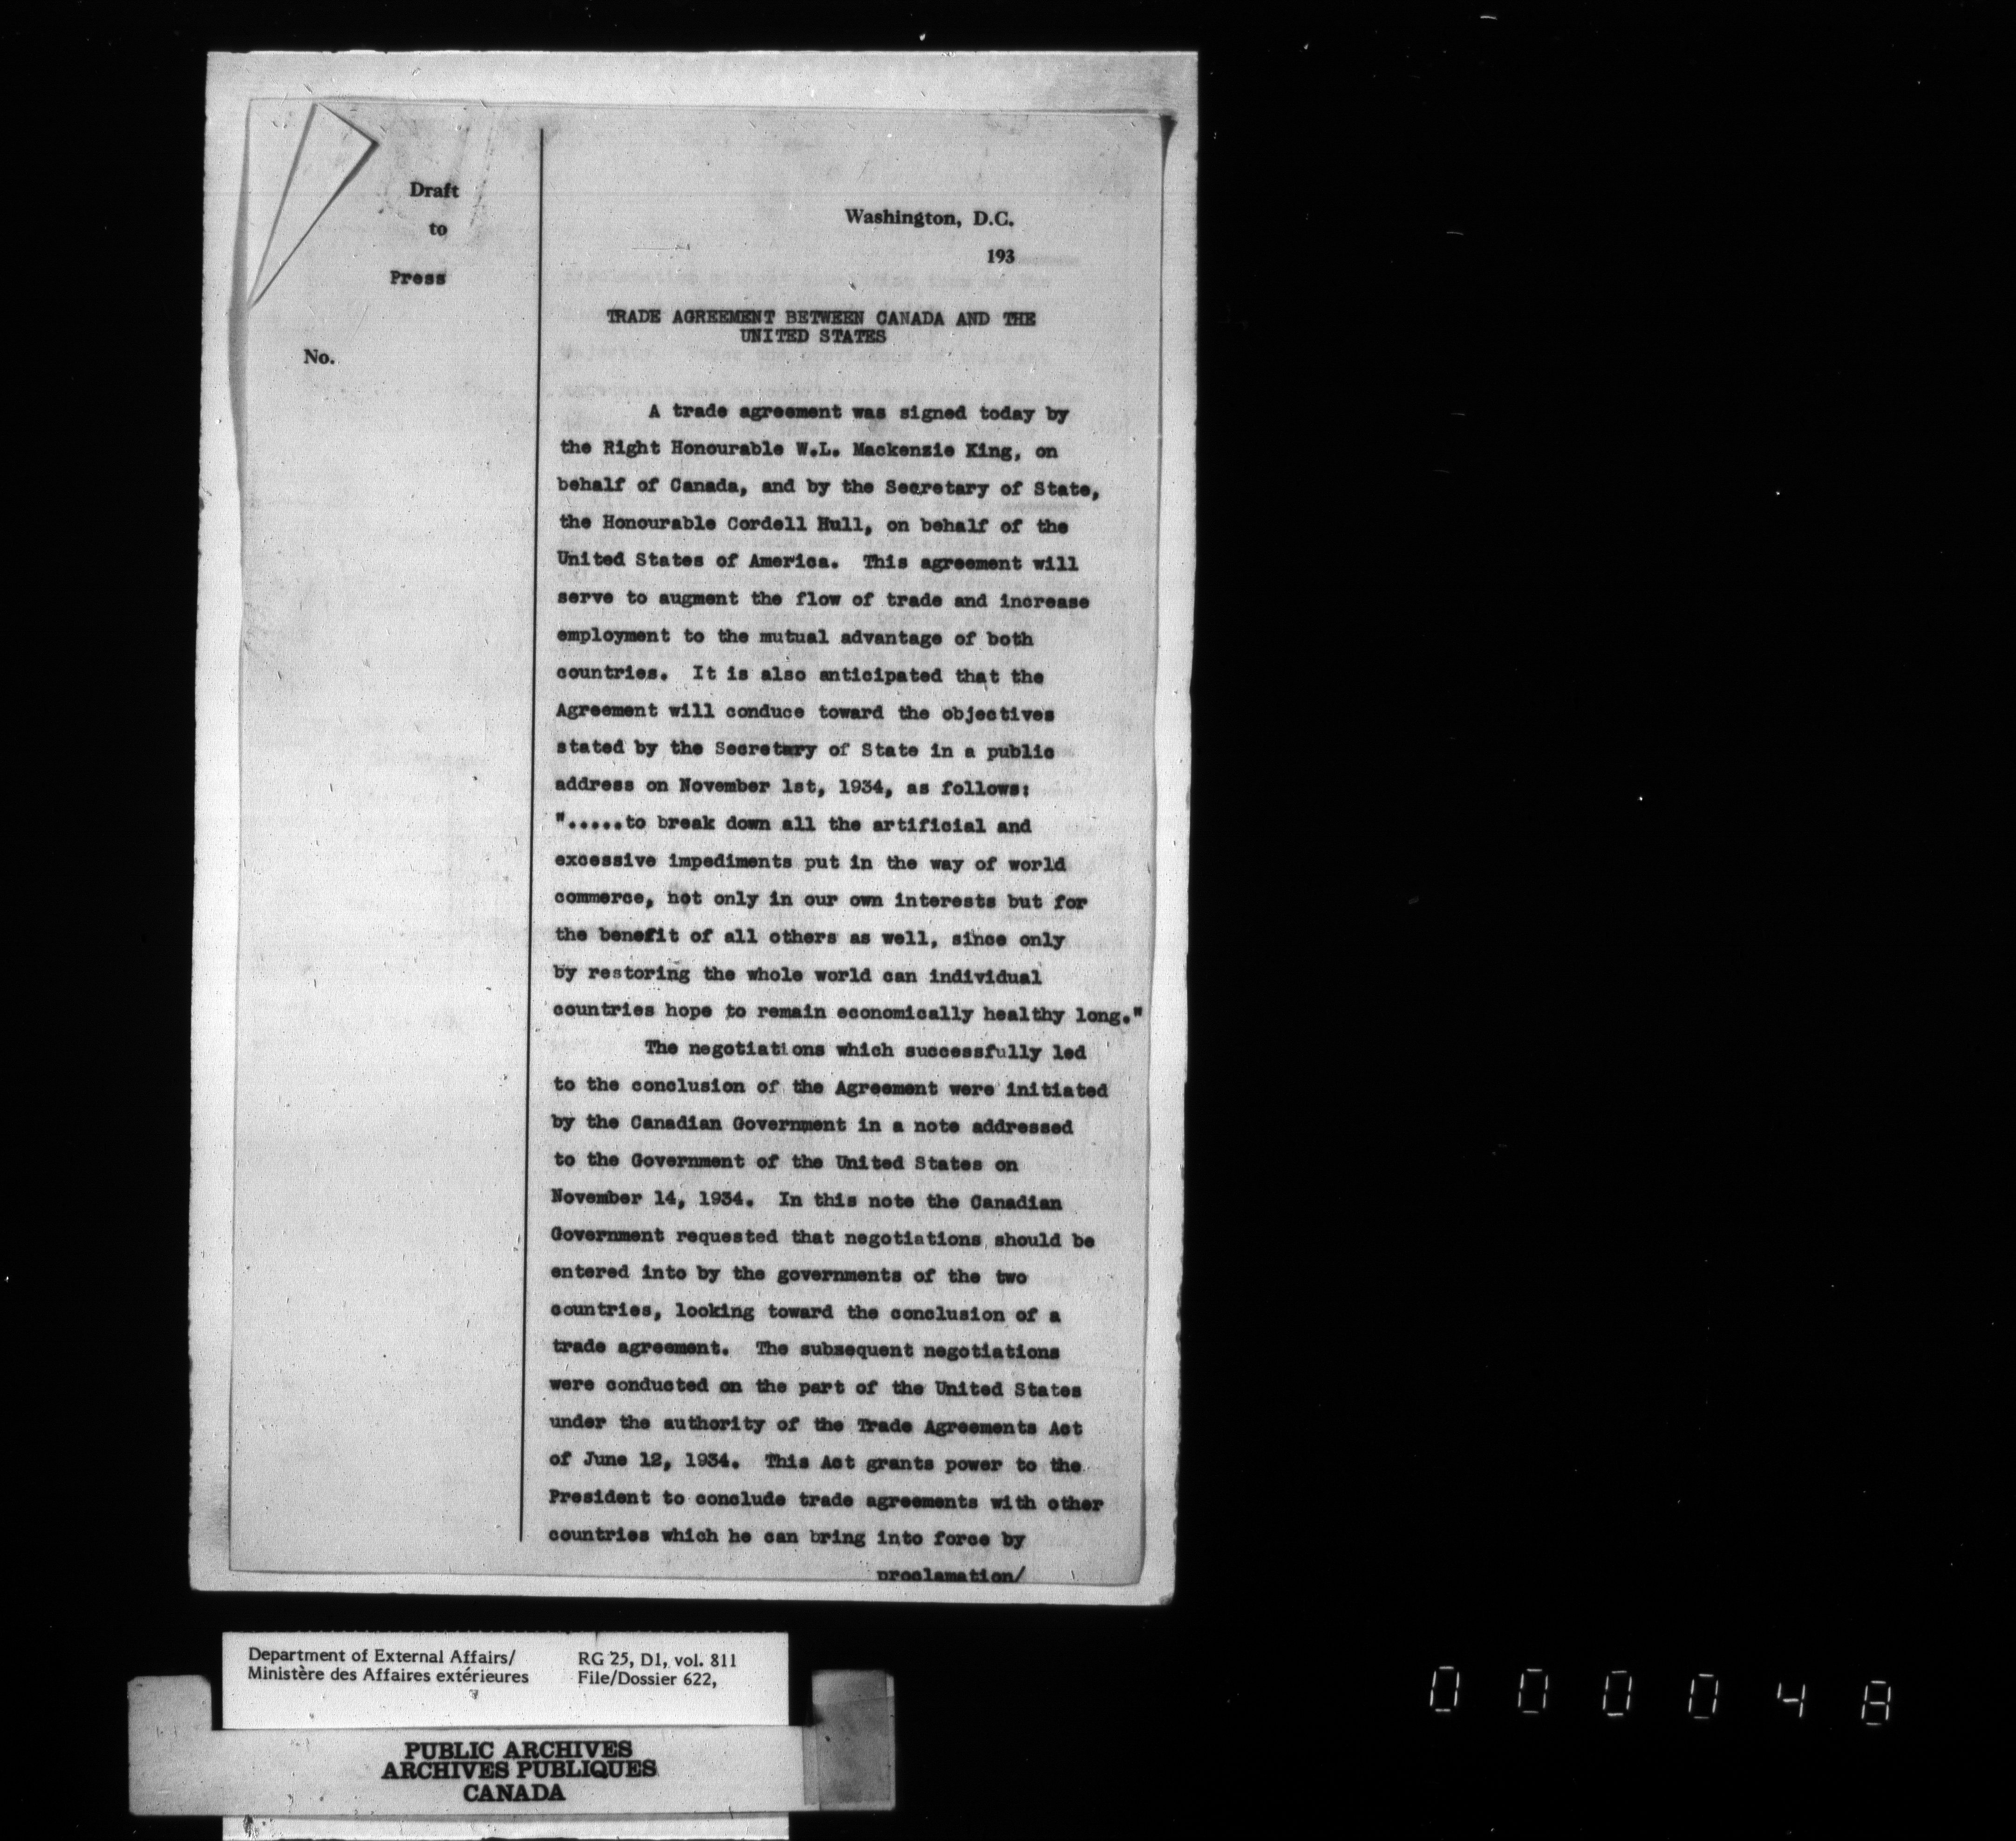 Draft
to
Press
No.
Washington, D.C.
193
TRADE AGREEMENT BETWEEN CANADA AND THE
UNITED STATES
A trade agreement was signed today by
the Right Honourable W.L. Mackenzie King, on
behalf of Canada, and by the Secretary of State,
the Honourable Cordell Hull, on behalf of the
United States of America.  This agreement will
serve to augment the flow of trade and increase
employment to the mutual advantage of both
countries.  It is also anticipated that the
Agreement will conduce toward the objectives
stated by the Secretary of State in a public
address on November 1st, 1934, as follows:
".....to break down all the artificial and
excessive impediments put in the way of world
commerce, not only in our own interests but for
the benefit of all others as well, since only
by restoring the whole world can individual
countries hope to remain economically healthy long."
The negotiations which successfully led
to the conclusion of the Agreement were initiated
by the Canadian Government in a note addressed
to the Government of the United States on
November 14, 1934.  In this note the Canadian
Government requested that negotiations should be
entered into by the governments of the two
countries, looking toward the conclusion of a
trade agreement.  The subsequent negotiations
were conducted on the part of the United States
under the authority of the Trade Agreements Act
of June 12, 1934.  This Act grants power to the
President to conclude trade agreements with other
countries which he can bring into force by
proclamation/
Department of External Affairs/
Ministère des Affaires extérieures
RG 25, D1, vol. 811
File/Dossier 622,
PUBLIC ARCHIVES
ARCHIVES PUBLIQUES
CANADA
000048